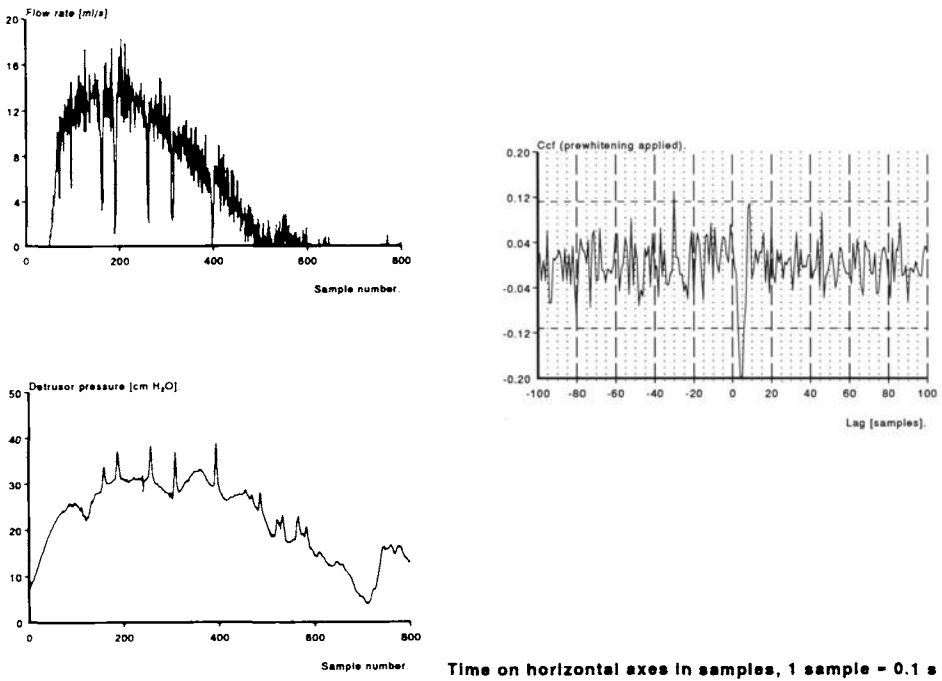 Flow rate [ml/s]
20
16
12
8
4
0
0 200 400 600 800
Sample number.
Ccf (prewhitening applied).
0.20
0.12
0.04
-0.04
-0.12
-0.20
-100 -80 -60 -40 -20 0 20 40 60 80 100
Lag [samples].
Detrusor pressure [cm H₂O]
50
40
30
20
10
0
0 200 400 600 800
Sample number.
Time on horizontal axes in samples, 1 sample = 0.1 s